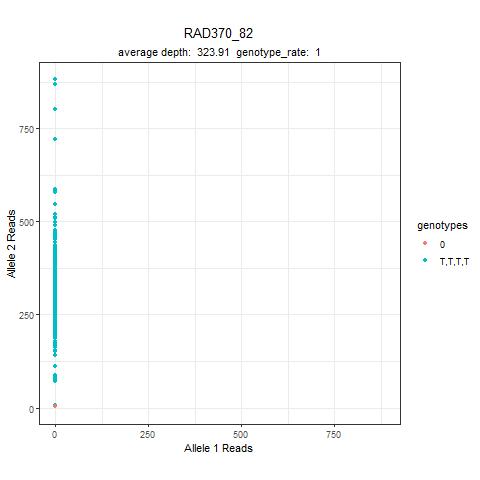 RAD370_82
average depth: 323.91 genotype_rate: 1
750
500
250
0
0
250
500
750
Allele 2 Reads
Allele 1 Reads
genotypes
0
T,T,T,T